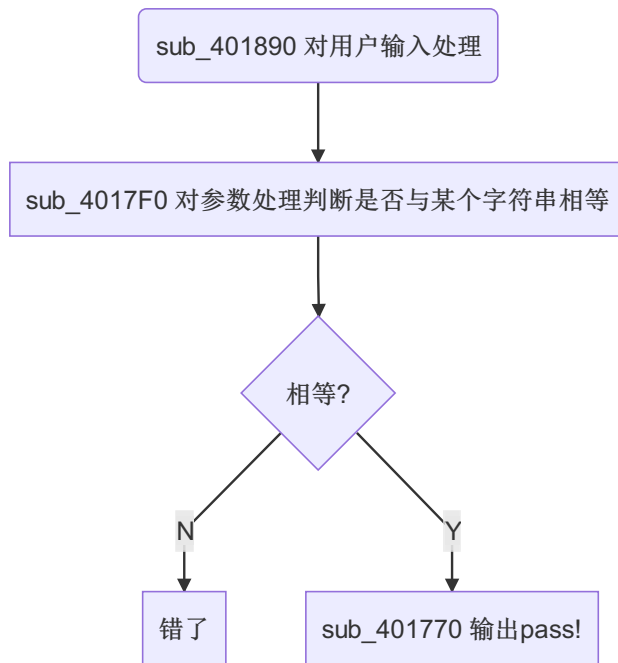 sub_401890 对用户输入处理
sub_4017F0 对参数处理判断是否与某个字符串相等
相等?
N
Y
错了
sub_401770 输出pass!